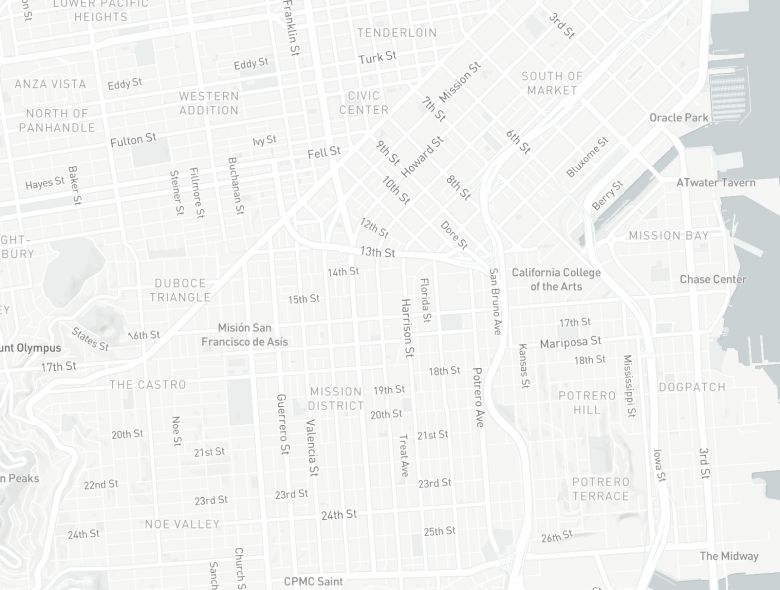 LOWER PACIFIC
HEIGHTS
Franklin St
3rd St
TENDERLOIN
Turk St
Eddy St
Mission St
SOUTH OF
MARKET
ANZA VISTA
Eddy St
WESTERN
ADDITION
CIVIC
CENTER
7th St
NORTH OF
PANHANDLE
Oracle Park
Fulton St
Ivy St
Fell St
9th St
Howard St
6th St
Bluxome St
Hayes St
Baker St
Steiner St
Fillmore St
Buchanan St
10th St
8th St
Berry St
ATwater Tavern
12th St
Dore St
MISSION BAY
GHT-
BURY
13th St
14th St
California College
of the Arts
Chase Center
DUBOCE
TRIANGLE
15th St
Florida St
San Bruno Ave
States St
16th St
Misión San
Francisco de Asís
Harrison St
17th St
Mariposa St
unt Olympus
17th St
18th St
18th St
Kansas St
Mississippi St
THE CASTRO
MISSION
DISTRICT
19th St
Potrero Ave
POTRERO
HILL
DOGPATCH
20th St
Noe St
Guerrero St
Valencia St
20th St
21st St
Treat Ave
21st St
n Peaks
22nd St
23rd St
23rd St
23rd St
POTRERO
TERRACE
Iowa St
3rd St
NOE VALLEY
24th St
24th St
25th St
26th St
Church S
Sanch
CPMC Saint
The Midway